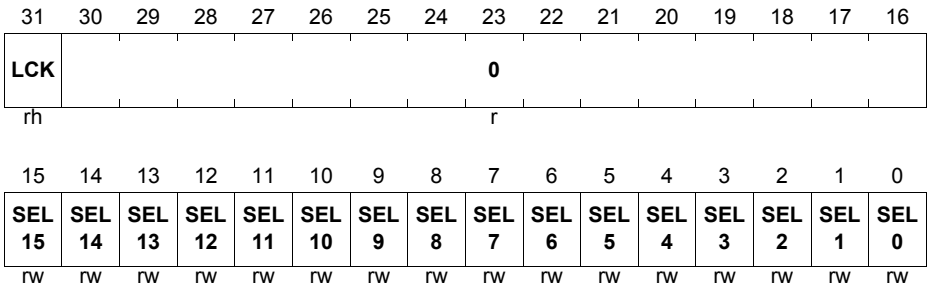 31 30 29 28 27 26 25 24 23 22 21 20 19 18 17 16
LCK 0
rh r
15 14 13 12 11 10 9 8 7 6 5 4 3 2 1 0
SEL SEL SEL SEL SEL SEL SEL SEL SEL SEL SEL SEL SEL SEL SEL SEL
15 14 13 12 11 10 9 8 7 6 5 4 3 2 1 0
rw rw rw rw rw rw rw rw rw rw rw rw rw rw rw rw